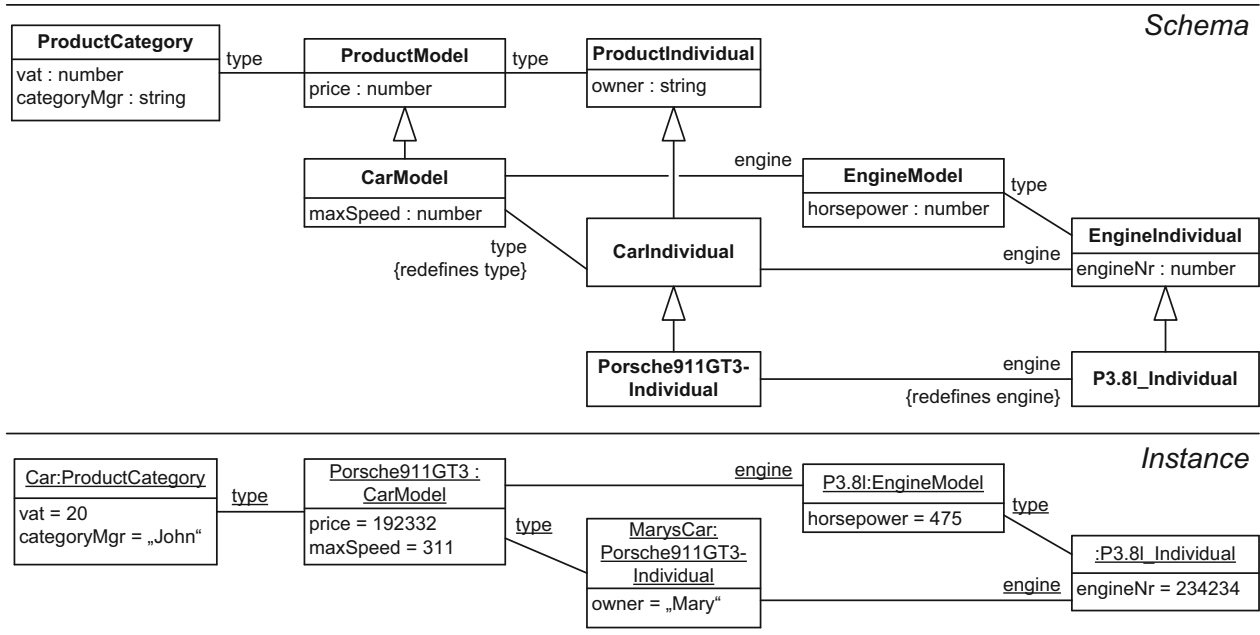 Schema
ProductCategory
vat : number
categoryMgr : string
type
ProductModel
price : number
type
ProductIndividual
owner : string
CarModel
maxSpeed : number
engine
EngineModel
horsepower : number
type
type
{redefines type}
CarIndividual
engine
EngineIndividual
engineNr : number
Porsche911GT3-
Individual
engine
{redefines engine}
P3.8l_Individual
Instance
Car:ProductCategory
vat = 20
categoryMgr = „John“
type
Porsche911GT3 :
CarModel
price = 192332
maxSpeed = 311
engine
P3.8l:EngineModel
horsepower = 475
type
type
MarysCar:
Porsche911GT3-
Individual
owner = „Mary“
engine
:P3.8l_Individual
engineNr = 234234